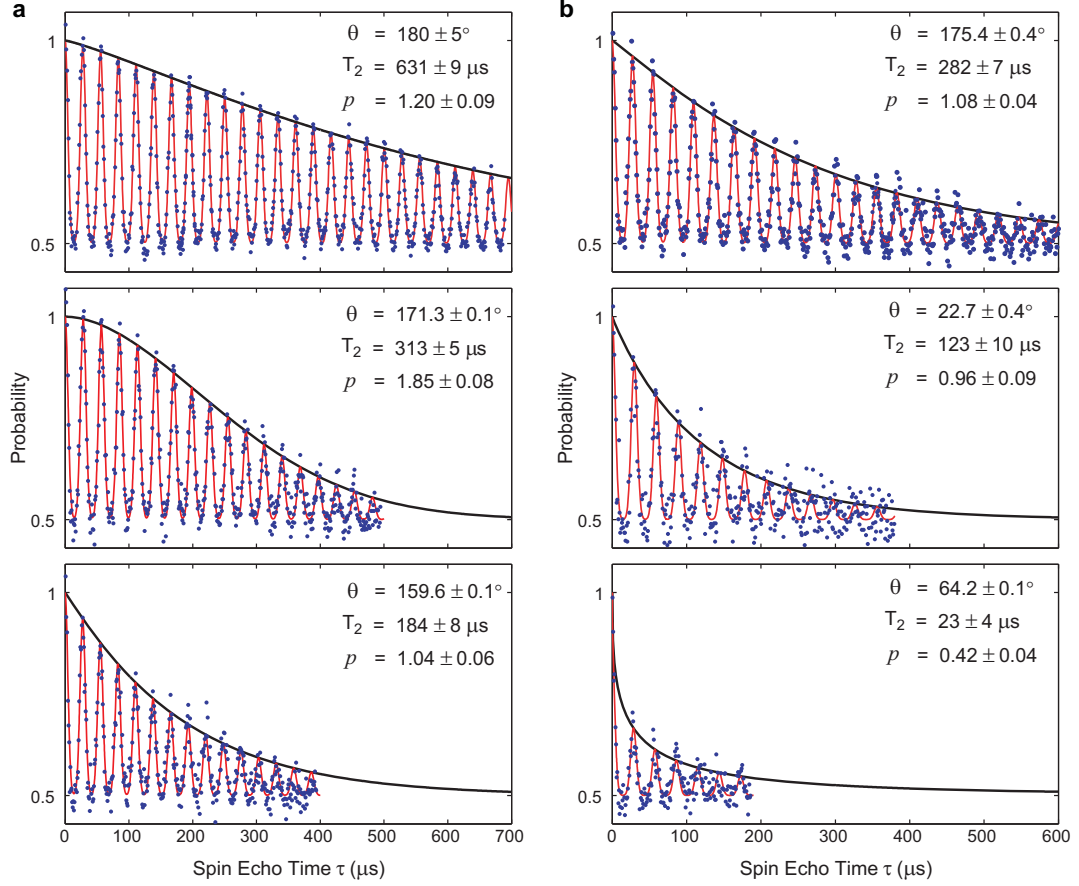 a
θ = 180 ± 5°
T2 = 631 ± 9 μs
p = 1.20 ± 0.09
1
0.5
θ = 171.3 ± 0.1°
T2 = 313 ± 5 μs
p = 1.85 ± 0.08
1
0.5
Probability
θ = 159.6 ± 0.1°
T2 = 184 ± 8 μs
p = 1.04 ± 0.06
1
0.5
0 100 200 300 400 500 600 700
Spin Echo Time τ (μs)
b
θ = 175.4 ± 0.4°
T2 = 282 ± 7 μs
p = 1.08 ± 0.04
1
0.5
θ = 22.7 ± 0.4°
T2 = 123 ± 10 μs
p = 0.96 ± 0.09
1
0.5
Probability
θ = 64.2 ± 0.1°
T2 = 23 ± 4 μs
p = 0.42 ± 0.04
1
0.5
0 100 200 300 400 500 600
Spin Echo Time τ (μs)